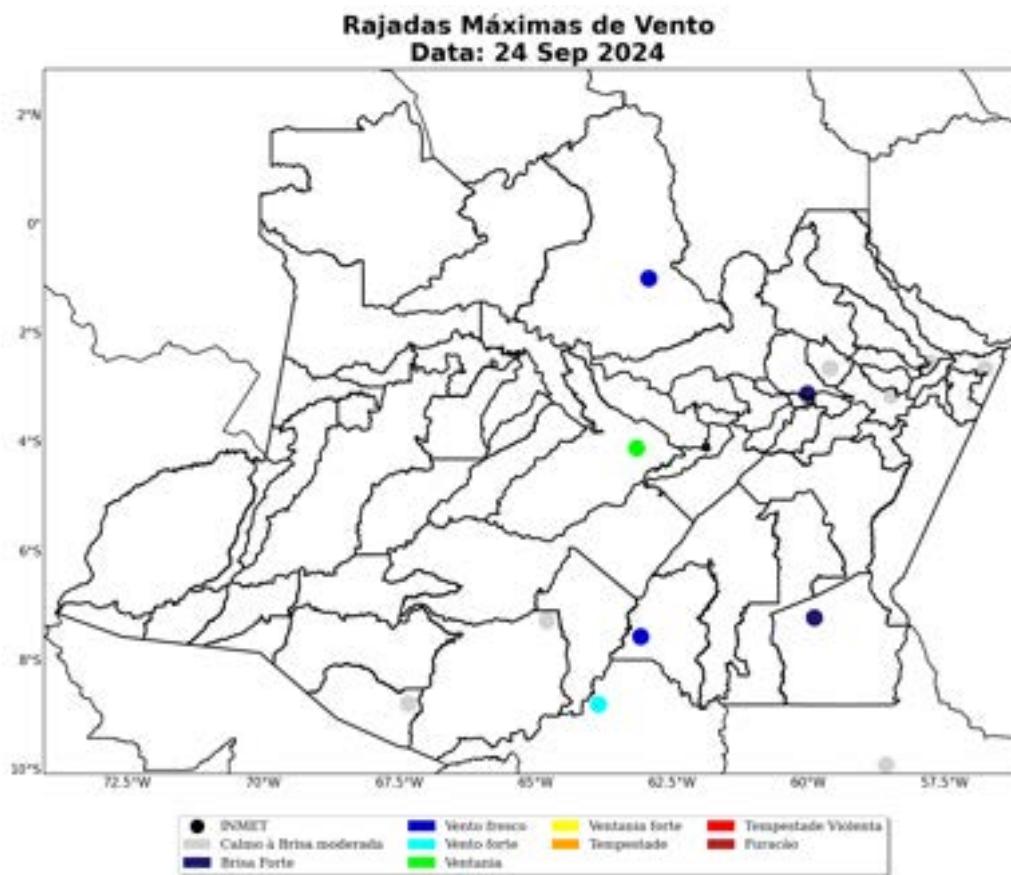 Rajadas Máximas de Vento
Data: 24 Sep 2024
2°N
0°
2°S
4°S
6°S
8°S
10°S
72.5°W 70°W 67.5°W 65°W 62.5°W 60°W 57.5°W
INMET Vento fresco Ventania forte Tempestade Violenta
Calmo à Brisa moderada Vento forte Tempestade Furacão
Brisa Forte Ventania